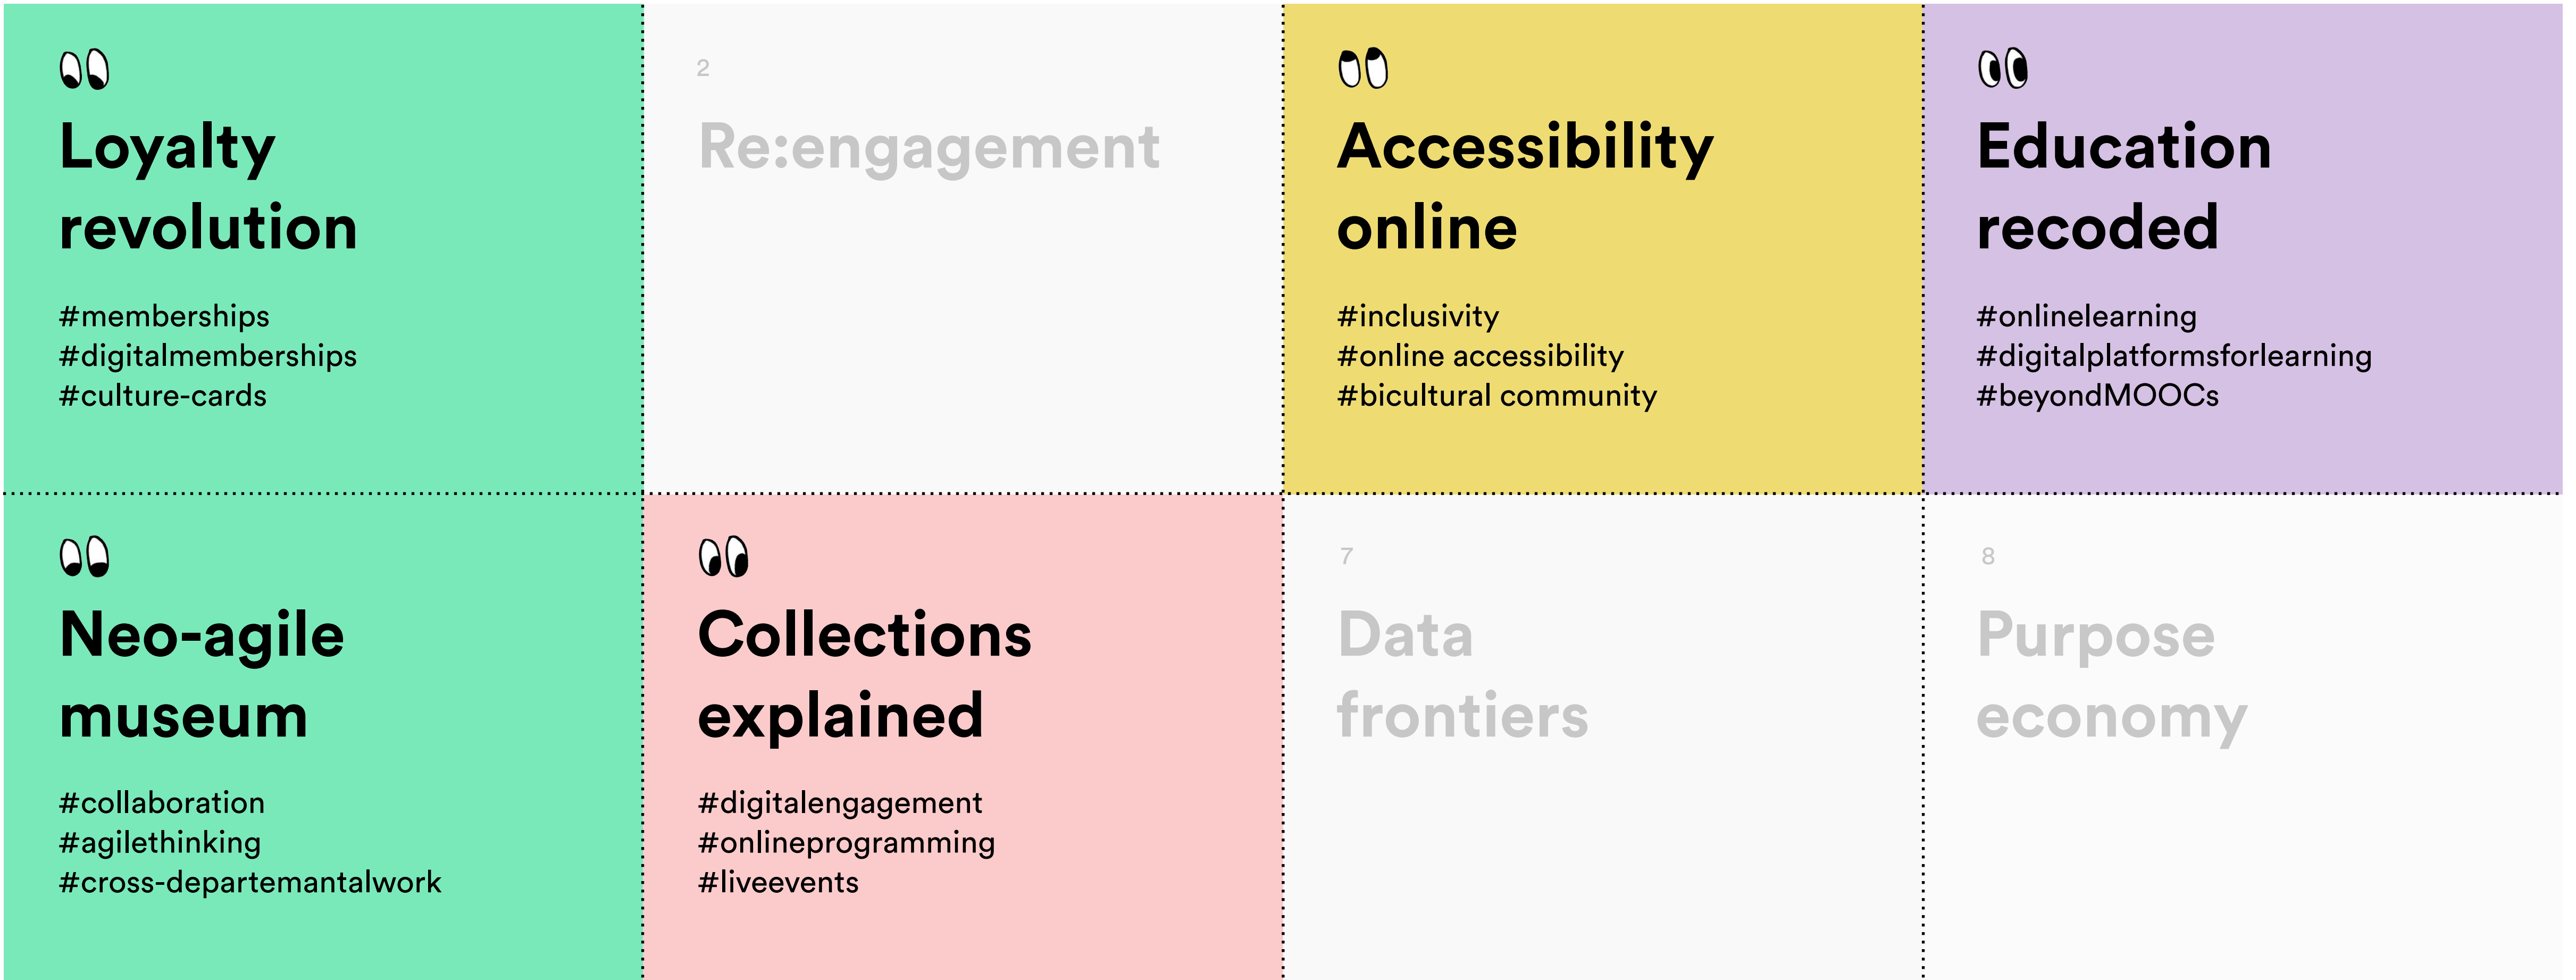 Loyalty
revolution
#memberships
#digitalmemberships
#culture-cards
2
Re:engagement
Accessibility
online
#inclusivity
#online accessibility
#bicultural community
Education
recoded
#onlinelearning
#digitalplatformsforlearning
#beyondMOOCs
Neo-agile
museum
#collaboration
#agilethinking
#cross-departemantalwork
Collections
explained
#digitalengagement
#onlineprogramming
#liveevents
7
Data
frontiers
8
Purpose
economy